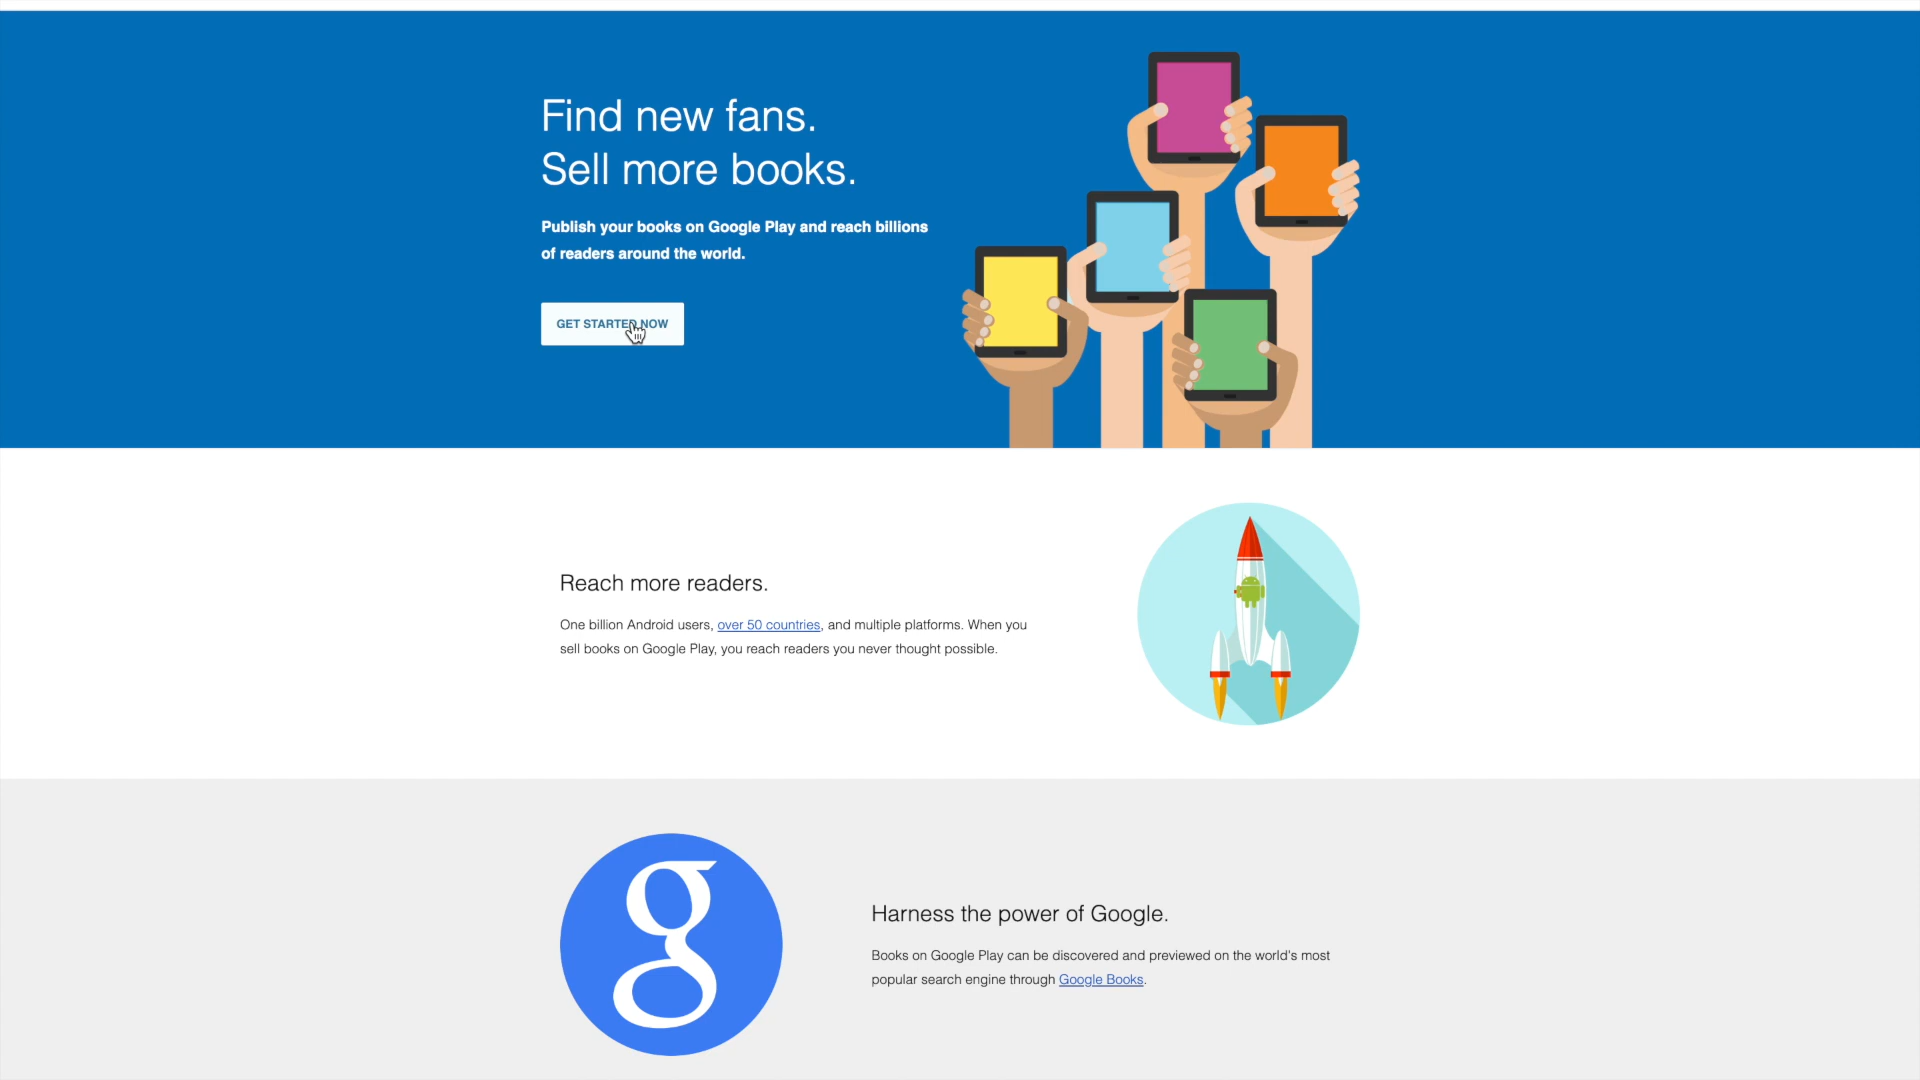 Find new fans.
Sell more books.
Publish your books on Google Play and reach billions
of readers around the world.
GET STARTED NOW
Reach more readers.
One billion Android users, over 50 countries, and multiple platforms. When you
sell books on Google Play, you reach readers you never thought possible.
g
Harness the power of Google.
Books on Google Play can be discovered and previewed on the world's most
popular search engine through Google Books.